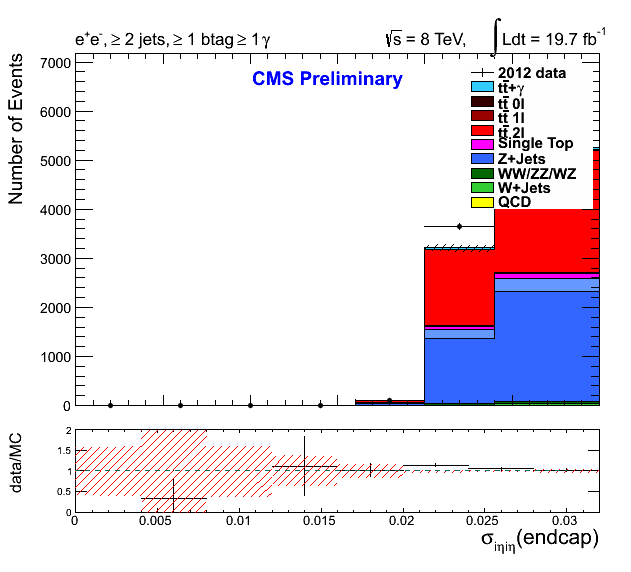 e⁺e⁻, ≥ 2 jets, ≥ 1 btag ≥ 1γ
√s = 8 TeV, ∫ Ldt = 19.7 fb⁻¹
CMS Preliminary
Number of Events
7000
6000
5000
4000
3000
2000
1000
0
2012 data
tt̄+γ
tt̄ 0l
tt̄ 1l
tt̄ 2l
Single Top
Z+Jets
WW/ZZ/WZ
W+Jets
QCD
data/MC
2
1.5
1
0.5
0
0 0.005 0.01 0.015 0.02 0.025 0.03
σiηiη(endcap)